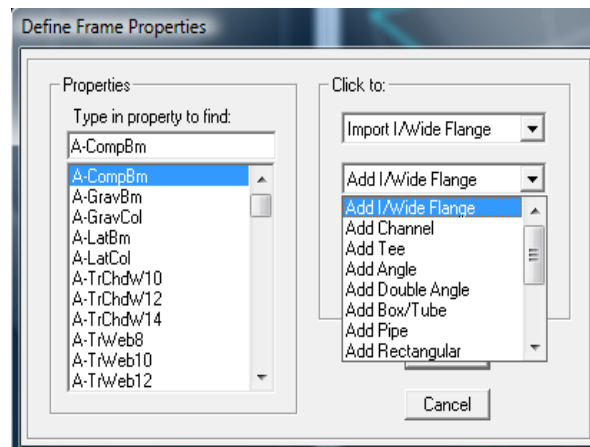 Define Frame Properties
Properties
Type in property to find:
A-CompBm
A-CompBm
A-GravBm
A-GravCol
A-LatBm
A-LatCol
A-TrChdW10
A-TrChdW12
A-TrChdW14
A-TrWeb8
A-TrWeb10
A-TrWeb12
Click to:
Import I/Wide Flange
Add I/Wide Flange
Add I/Wide Flange
Add Channel
Add Tee
Add Angle
Add Double Angle
Add Box/Tube
Add Pipe
Add Rectangular
Cancel